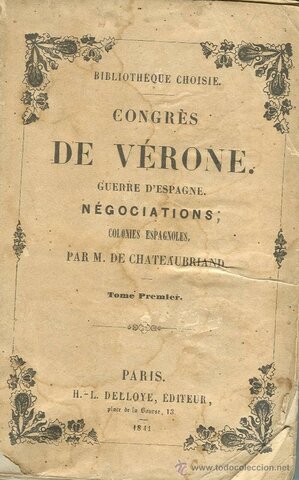 BIBLIOTHÈQUE CHOISIE.
CONGRÈS
DE VÉRONE.
GUERRE D'ESPAGNE.
NÉGOCIATIONS;
COLONIES ESPAGNOLES.
PAR M. DE CHATEAUBRIAND.
Tome Premier.
PARIS.
H.-L. DELLOYE, ÉDITEUR,
place de la Bourse, 13
1841
todocoleccion.net